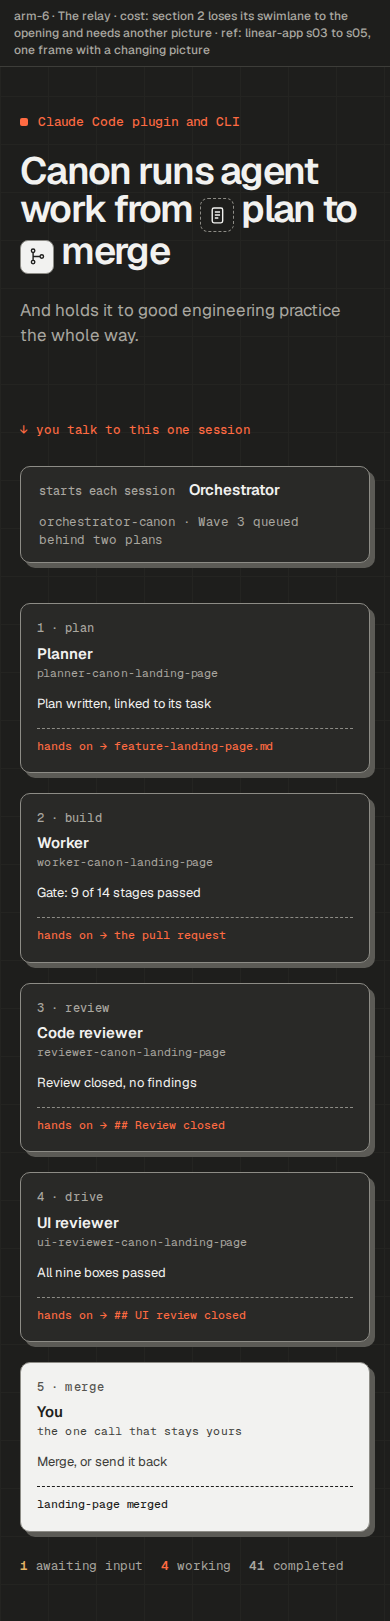 arm-6 · The relay · cost: section 2 loses its swimlane to the
opening and needs another picture · ref: linear-app s03 to s05,
one frame with a changing picture
Claude Code plugin and CLI
Canon runs agent
work from plan to
merge
And holds it to good engineering practice
the whole way.
↓ you talk to this one session
starts each session Orchestrator
orchestrator-canon · Wave 3 queued
behind two plans
1 · plan
Planner
planner-canon-landing-page
Plan written, linked to its task
hands on → feature-landing-page.md
2 · build
Worker
worker-canon-landing-page
Gate: 9 of 14 stages passed
hands on → the pull request
3 · review
Code reviewer
reviewer-canon-landing-page
Review closed, no findings
hands on → ## Review closed
4 · drive
UI reviewer
ui-reviewer-canon-landing-page
All nine boxes passed
hands on → ## UI review closed
5 · merge
You
the one call that stays yours
Merge, or send it back
landing-page merged
1 awaiting input 4 working 41 completed